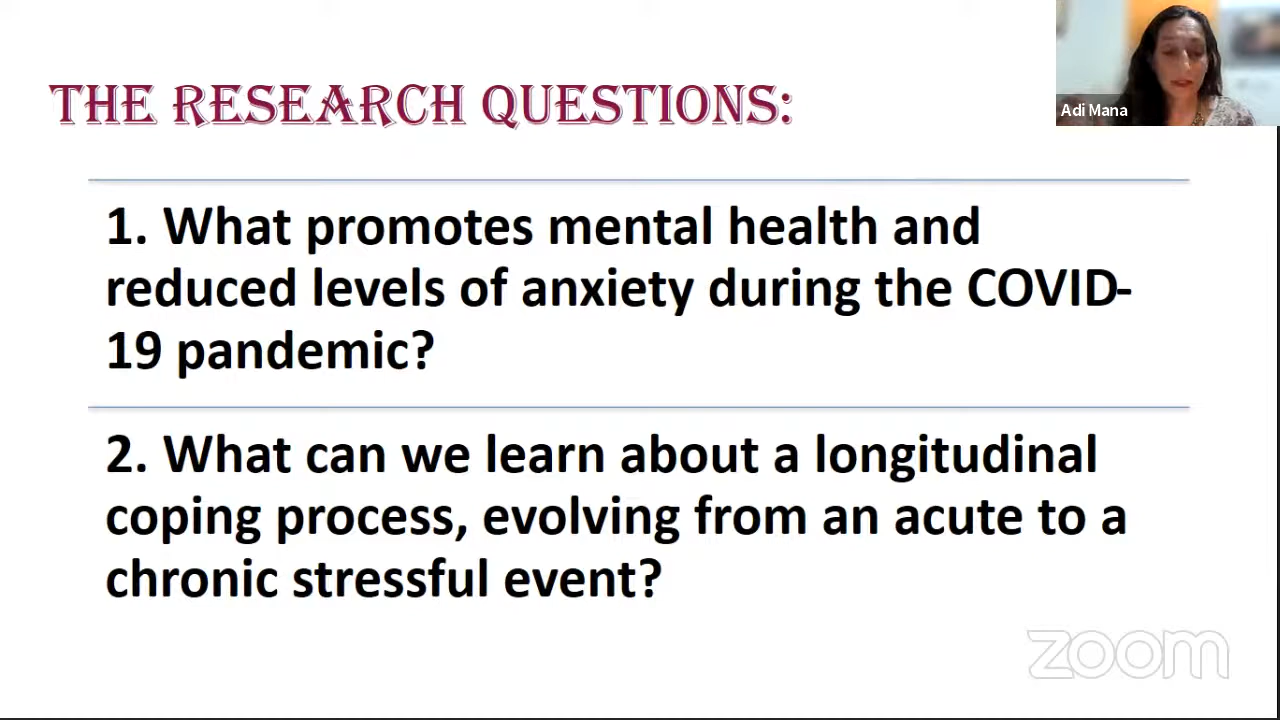 THE RESEARCH QUESTIONS:
Adi Mana
1. What promotes mental health and
reduced levels of anxiety during the COVID-
19 pandemic?
2. What can we learn about a longitudinal
coping process, evolving from an acute to a
chronic stressful event?
zoom